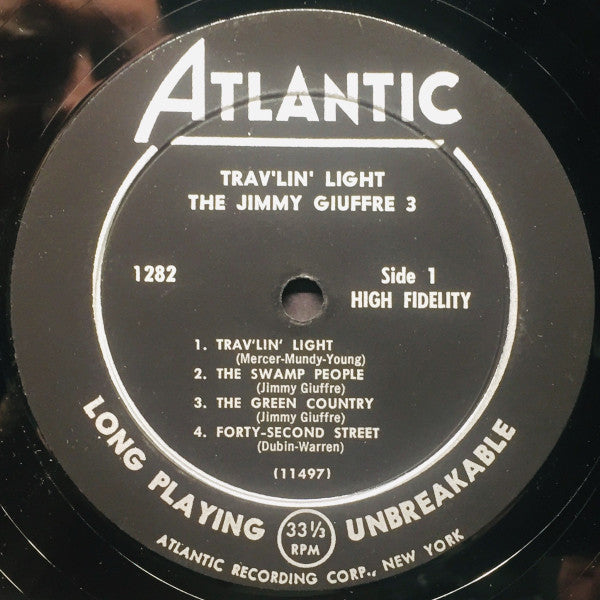 ATLANTIC
TRAV'LIN' LIGHT
THE JIMMY GIUFFRE 3
1282
Side 1
HIGH FIDELITY
1. TRAV'LIN' LIGHT
(Mercer-Mundy-Young)
2. THE SWAMP PEOPLE
(Jimmy Giuffre)
3. THE GREEN COUNTRY
(Jimmy Giuffre)
4. FORTY-SECOND STREET
(Dubin-Warren)
(11497)
LONG PLAYING 33 1/3 RPM UNBREAKABLE
ATLANTIC RECORDING CORP., NEW YORK